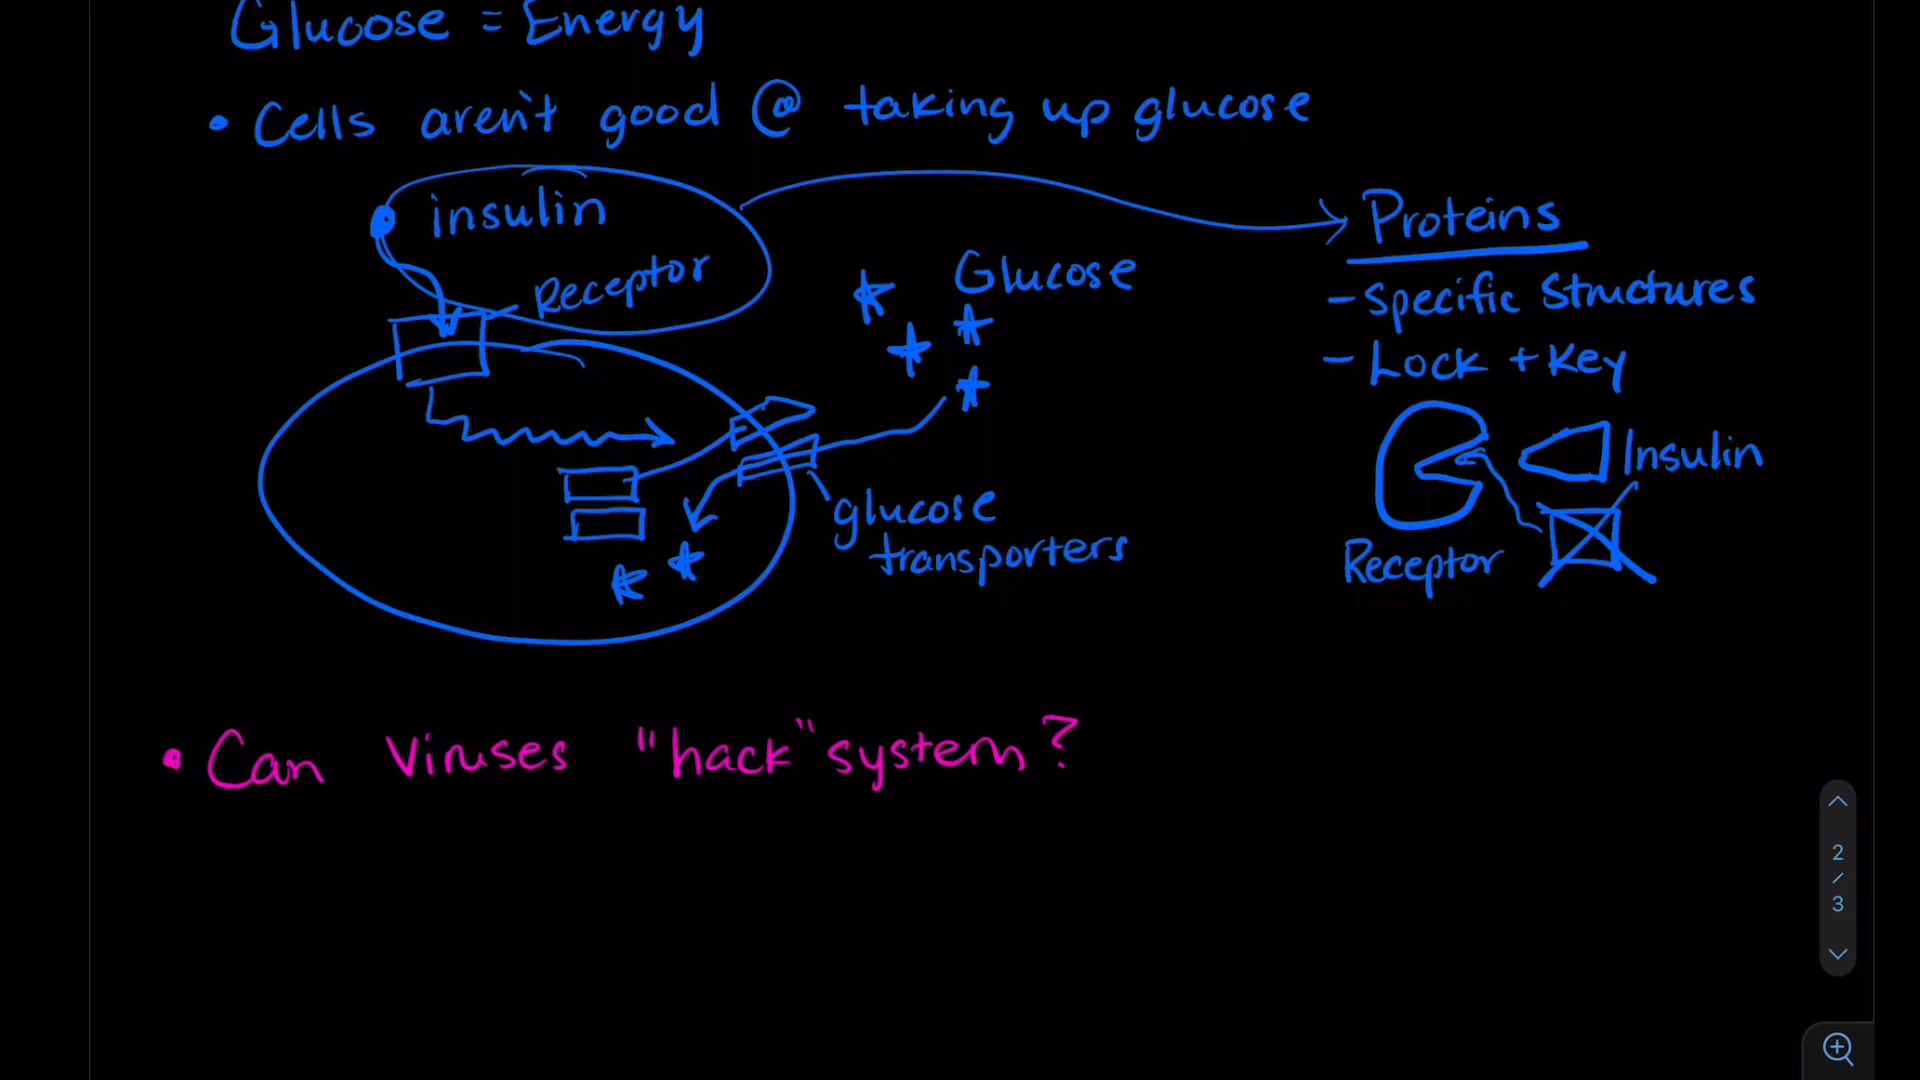 Glucose = Energy
• Cells aren't good @ taking up glucose
insulin
Receptor
Glucose
glucose
transporters
Proteins
- Specific Structures
- Lock + Key
Insulin
Receptor
• Can Viruses "hack" system?
2
/
3